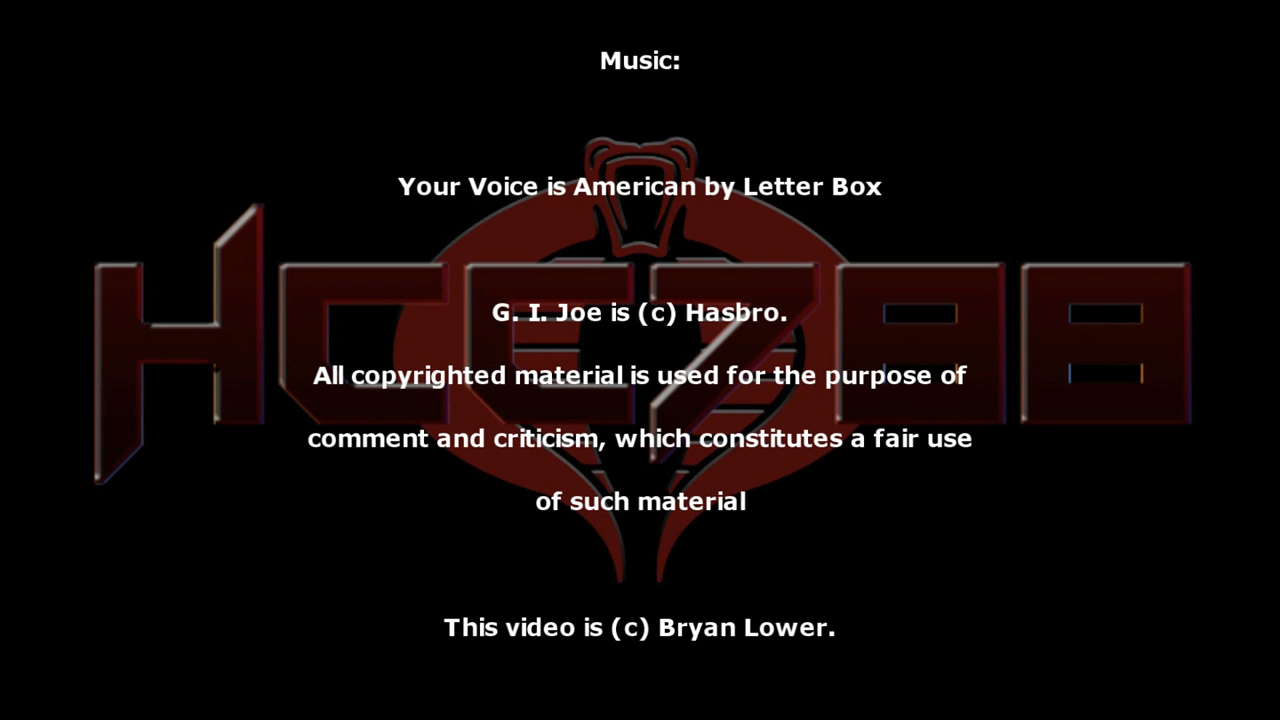 Music:
Your Voice is American by Letter Box
HCC788
G. I. Joe is (c) Hasbro.
All copyrighted material is used for the purpose of
comment and criticism, which constitutes a fair use
of such material
This video is (c) Bryan Lower.